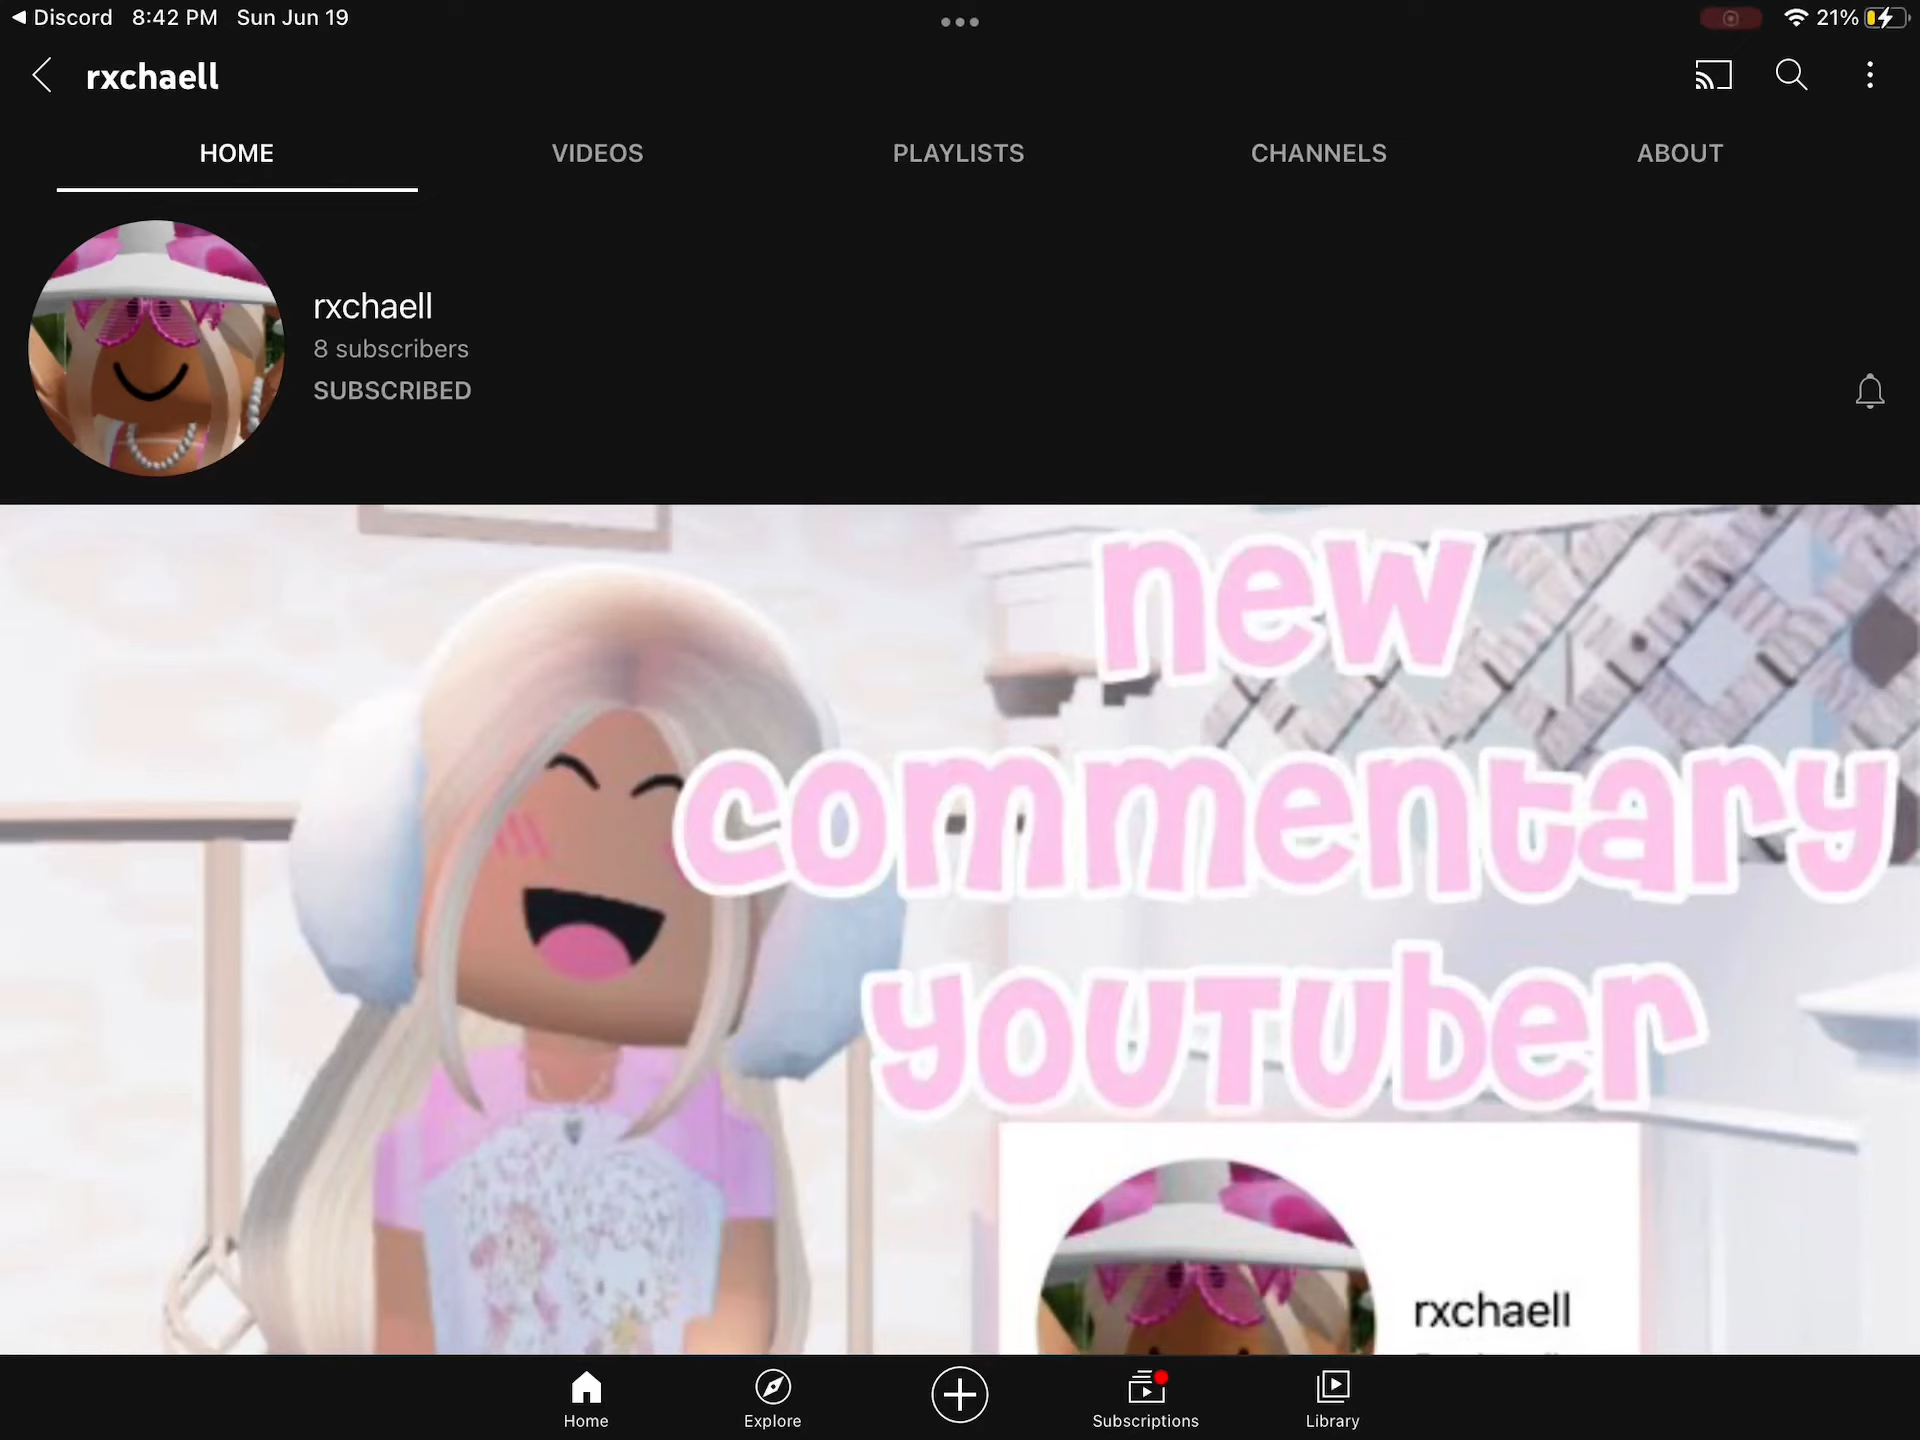 Discord 8:42 PM Sun Jun 19
21%
rxchaell
HOME VIDEOS PLAYLISTS CHANNELS ABOUT
rxchaell
8 subscribers
SUBSCRIBED
new
commentary
youTuber
rxchaell
Home Explore Subscriptions Library